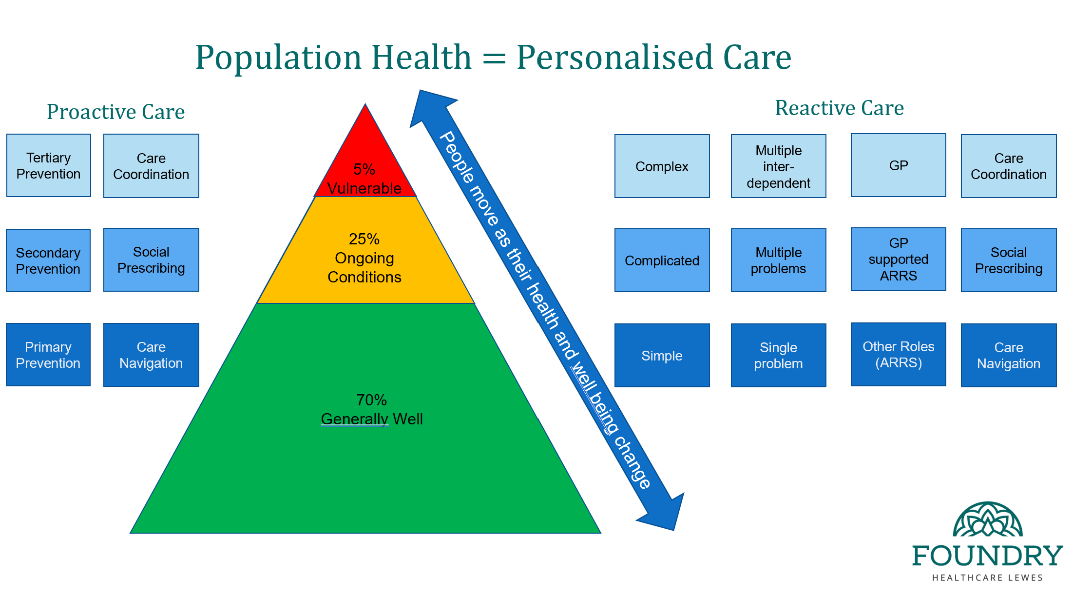 Population Health = Personalised Care
Proactive Care
Tertiary
Prevention
Care
Coordination
Secondary
Prevention
Social
Prescribing
Primary
Prevention
Care
Navigation
5%
Vulnerable
25%
Ongoing
Conditions
70%
Generally Well
People move as their health and well being change
Reactive Care
Complex
Multiple
inter-
dependent
GP
Care
Coordination
Complicated
Multiple
problems
GP
supported
ARRS
Social
Prescribing
Simple
Single
problem
Other Roles
(ARRS)
Care
Navigation
FOUNDRY
HEALTHCARE LEWES